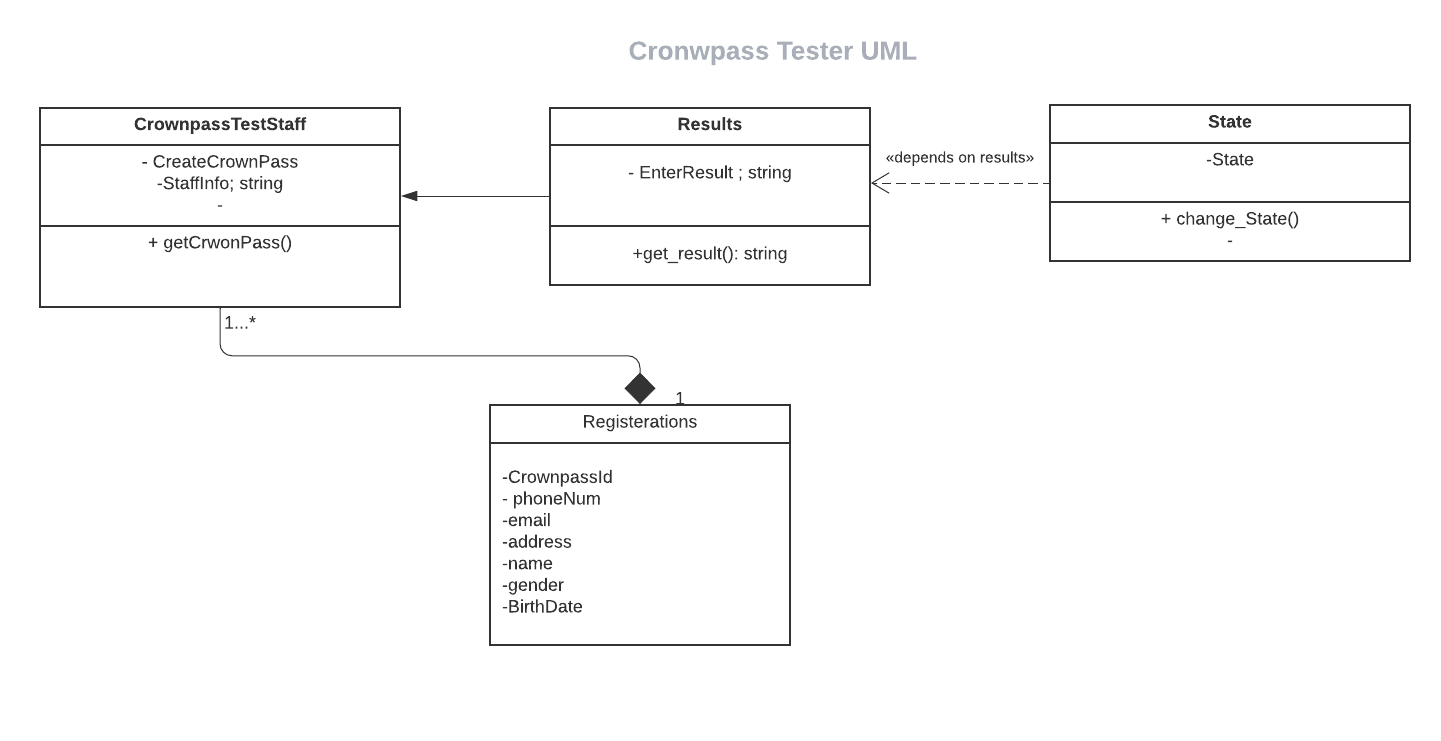 Cronwpass Tester UML
CrownpassTestStaff
- CreateCrownPass
-StaffInfo; string
-
+ getCrwonPass()
Results
- EnterResult ; string
+get_result(): string
«depends on results»
State
-State
+ change_State()
-
1...*
1
Registerations
-CrownpassId
- phoneNum
-email
-address
-name
-gender
-BirthDate